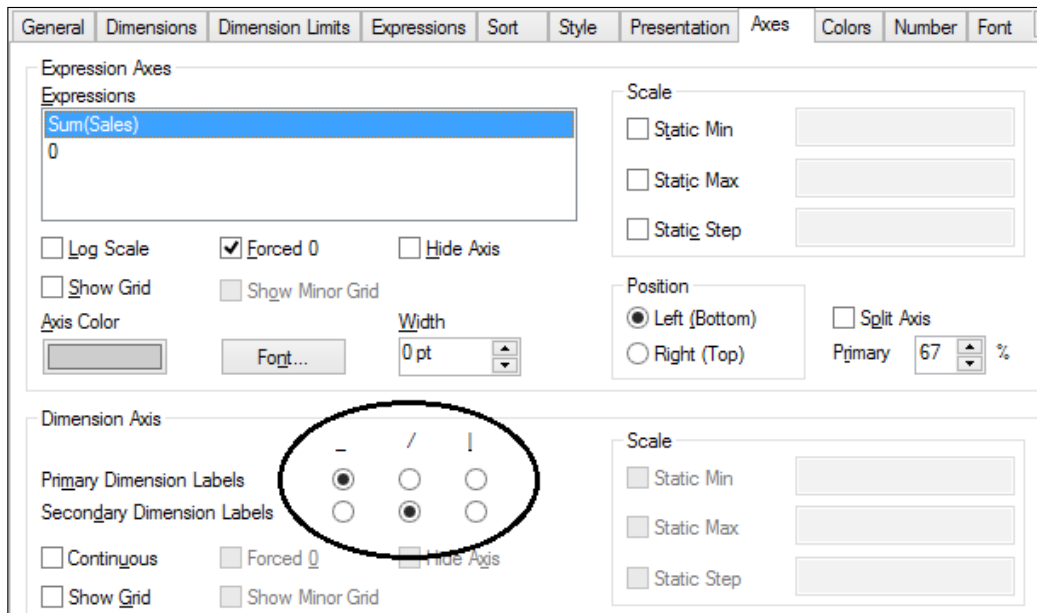 General Dimensions Dimension Limits Expressions Sort Style Presentation Axes Colors Number Font
Expression Axes
Expressions
Sum(Sales)
0
Log Scale Forced 0 Hide Axis
Show Grid Show Minor Grid
Axis Color Width
Font... 0 pt
Scale
Static Min
Static Max
Static Step
Position
Left (Bottom) Split Axis
Right (Top) Primary 67 %
Dimension Axis
_ / |
Primary Dimension Labels
Secondary Dimension Labels
Continuous Forced 0 Hide Axis
Show Grid Show Minor Grid
Scale
Static Min
Static Max
Static Step